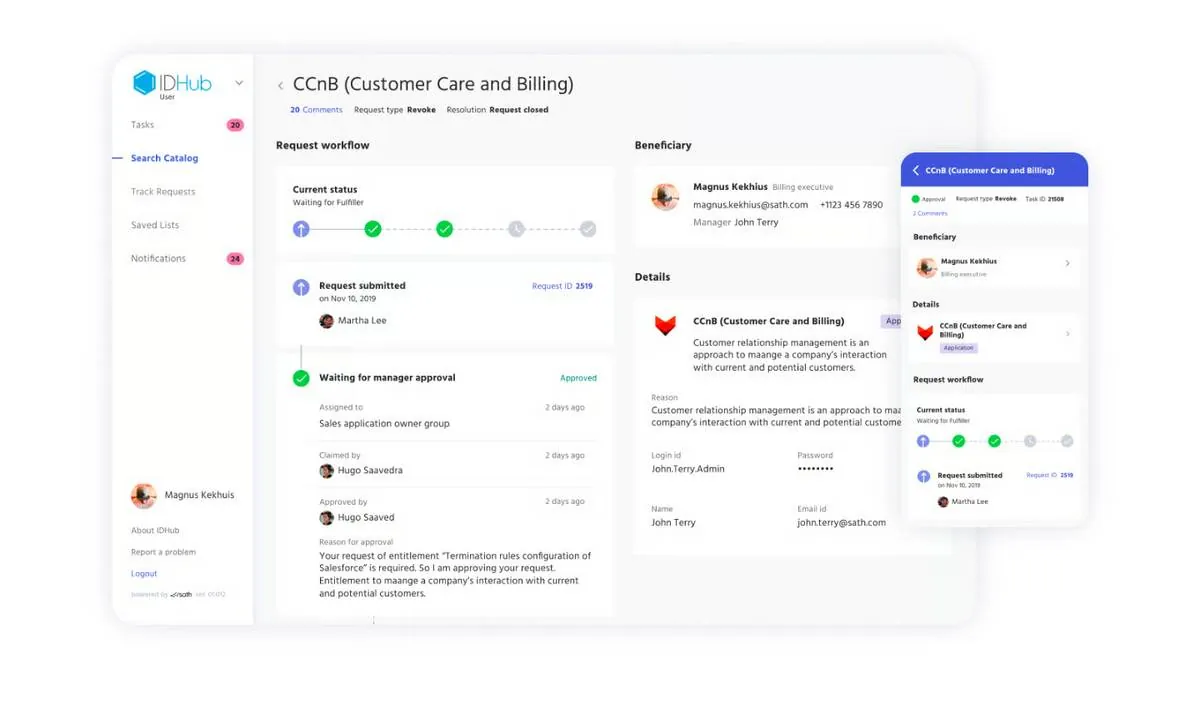 IDHub
User
Tasks
20
Search Catalog
Track Requests
Saved Lists
Notifications
24
Magnus Kekhuis
About IDHub
Report a problem
Logout
powered by sath
CCnB (Customer Care and Billing)
20 Comments Request type Revoke Resolution Request closed
Request workflow
Current status
Waiting for Fulfiller
Request submitted
Request ID 2519
on Nov 10, 2019
Martha Lee
Waiting for manager approval
Approved
Assigned to
2 days ago
Sales application owner group
Claimed by
2 days ago
Hugo Saavedra
Approved by
2 days ago
Hugo Saaved
Reason for approval
Your request of entitlement “Termination rules configuration of
Salesforce” is required. So I am approving your request.
Entitlement to maange a company’s interaction with current
and potential customers.
Beneficiary
Magnus Kekhius Billing executive
magnus.kekhius@sath.com +1123 456 7890
Manager John Terry
Details
CCnB (Customer Care and Billing)
App
Customer relationship management is an
approach to maange a company’s interaction
with current and potential customers.
Reason
Customer relationship management is an approach to maa
company’s interaction with current and potential custome
Login id
Password
John.Terry.Admin
••••••••
Name
Email id
John Terry
john.terry@sath.com
CCnB (Customer Care and Billing)
Approval Request type Revoke Task ID 21508
2 Comments
Beneficiary
Magnus Kekhius
Billing executive
Details
CCnB (Customer Care and
Billing)
Application
Request workflow
Current status
Waiting for Fulfiller
Request submitted
Request ID 2519
on Nov 10, 2019
Martha Lee